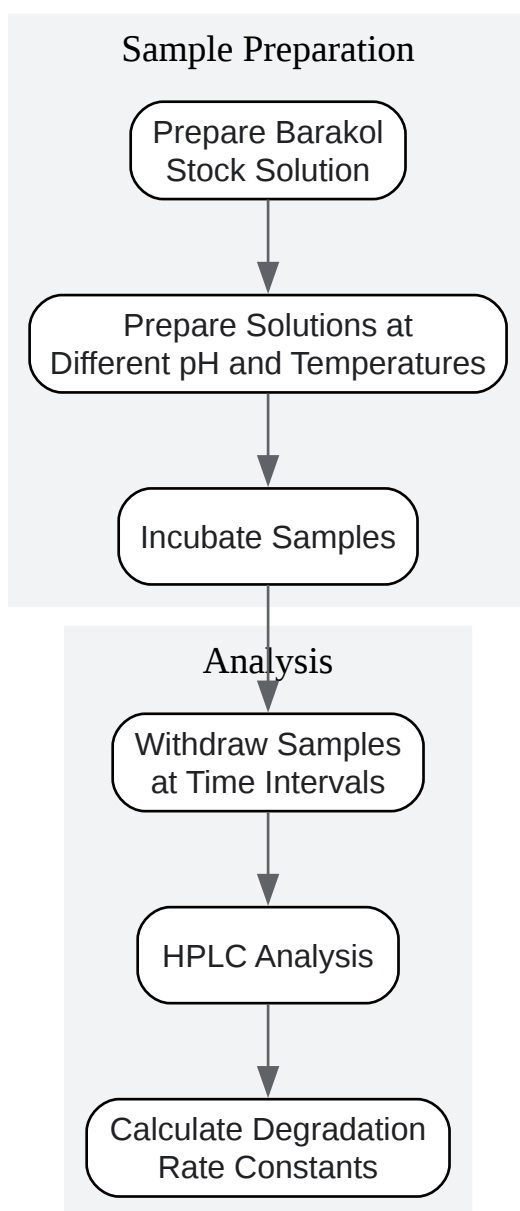 Sample Preparation
Prepare Barakol
Stock Solution
Prepare Solutions at
Different pH and Temperatures
Incubate Samples
Analysis
Withdraw Samples
at Time Intervals
HPLC Analysis
Calculate Degradation
Rate Constants